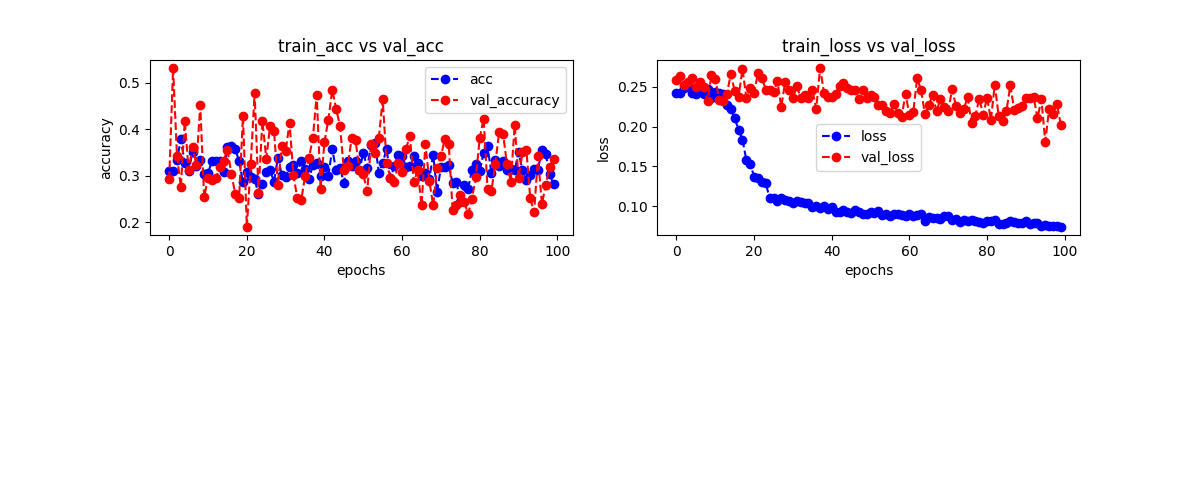 train_acc vs val_acc
acc
val_accuracy
accuracy
0.5
0.4
0.3
0.2
0 20 40 60 80 100
epochs
train_loss vs val_loss
loss
val_loss
loss
0.25
0.20
0.15
0.10
0 20 40 60 80 100
epochs